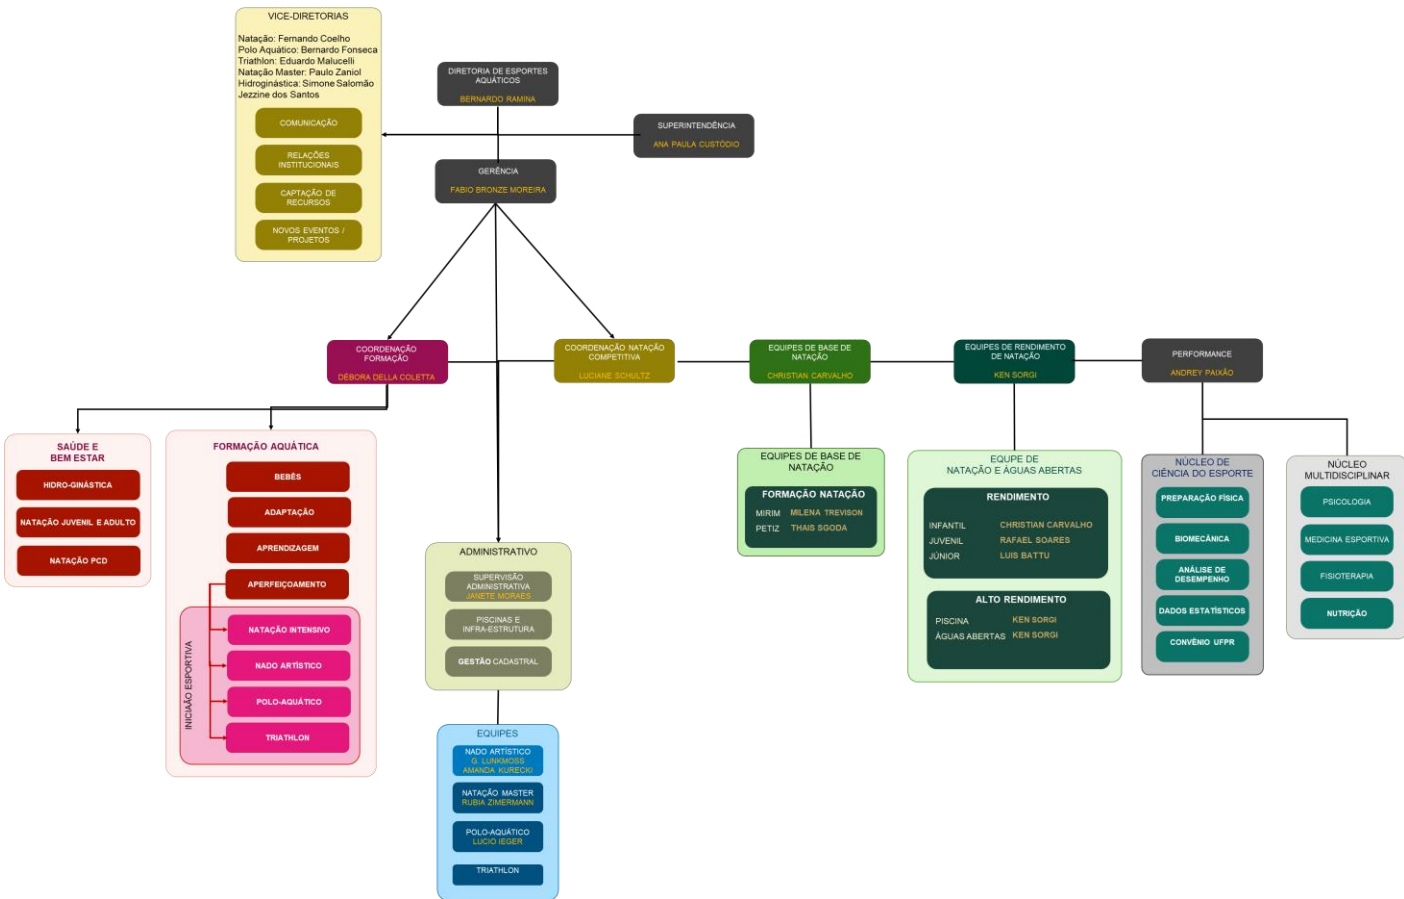 VICE-DIRETORIAS
Natação: Fernando Coelho
Polo Aquático: Bernardo Fonseca
Triathlon: Eduardo Malucelli
Natação Master: Paulo Zaniol
Hidroginástica: Simone Salomão
Jezzine dos Santos
COMUNICAÇÃO
RELAÇÕES
INSTITUCIONAIS
CAPTAÇÃO DE
RECURSOS
NOVOS EVENTOS /
PROJETOS
DIRETORIA DE ESPORTES
AQUÁTICOS
BERNARDO RAMINA
SUPERINTENDÊNCIA
ANA PAULA CUSTÓDIO
GERÊNCIA
FABIO BRONZE MOREIRA
COORDENAÇÃO
FORMAÇÃO
DÉBORA DELLA COLETTA
COORDENAÇÃO NATAÇÃO
COMPETITIVA
LUCIANE SCHULTZ
EQUIPES DE BASE DE
NATAÇÃO
CHRISTIAN CARVALHO
EQUIPES DE RENDIMENTO
DE NATAÇÃO
KEN SORGI
PERFORMANCE
ANDREY PAIXÃO
SAÚDE E
BEM ESTAR
HIDRO-GINÁSTICA
NATAÇÃO JUVENIL E ADULTO
NATAÇÃO PCD
FORMAÇÃO AQUÁTICA
BEBÊS
ADAPTAÇÃO
APRENDIZAGEM
APERFEIÇOAMENTO
INICIAÃO ESPORTIVA
NATAÇÃO INTENSIVO
NADO ARTÍSTICO
POLO-AQUÁTICO
TRIATHLON
ADMINISTRATIVO
SUPERVISÃO
ADMINISTRATIVA
JANETE MORAES
PISCINAS E
INFRA-ESTRUTURA
GESTÃO CADASTRAL
EQUIPES
NADO ARTÍSTICO
G. LUNKMOSS
AMANDA KURECKI
NATAÇÃO MASTER
RUBIA ZIMERMANN
POLO-AQUÁTICO
LUCIO IEGER
TRIATHLON
EQUIPES DE BASE DE
NATAÇÃO
FORMAÇÃO NATAÇÃO
MIRIM MILENA TREVISON
PETIZ THAIS SGODA
EQUPE DE
NATAÇÃO E ÁGUAS ABERTAS
RENDIMENTO
INFANTIL CHRISTIAN CARVALHO
JUVENIL RAFAEL SOARES
JÚNIOR LUIS BATTU
ALTO RENDIMENTO
PISCINA KEN SORGI
ÁGUAS ABERTAS KEN SORGI
NÚCLEO DE
CIÊNCIA DO ESPORTE
PREPARAÇÃO FÍSICA
BIOMECÂNICA
ANÁLISE DE
DESEMPENHO
DADOS ESTATÍSTICOS
CONVÊNIO UFPR
NÚCLEO
MULTIDISCIPLINAR
PSICOLOGIA
MEDICINA ESPORTIVA
FISIOTERAPIA
NUTRIÇÃO